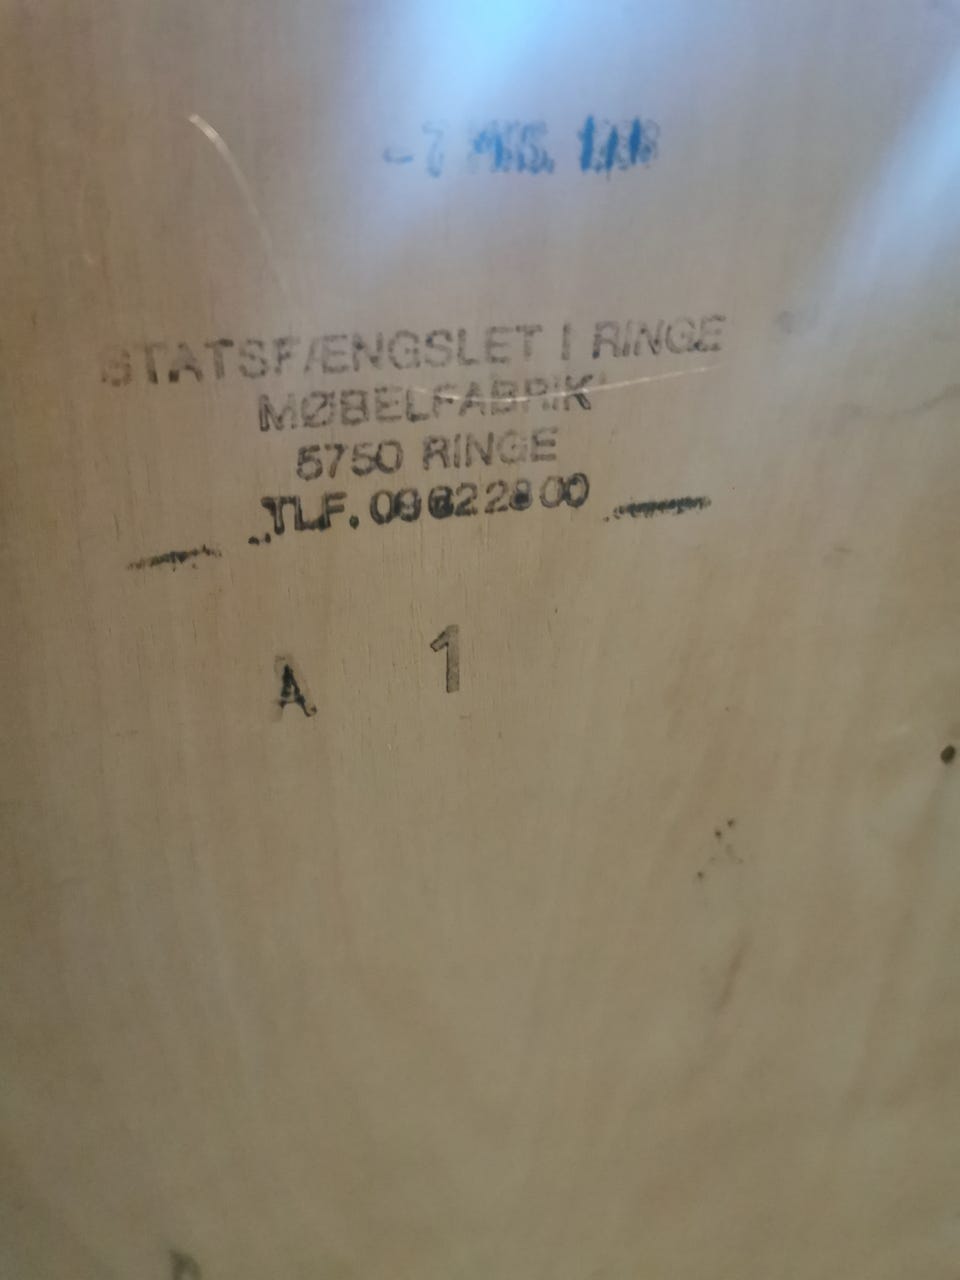 STATSFÆNGSLET I RINGE
MØBELFABRIK
5750 RINGE
TLF. 09 62 28 00
A 1